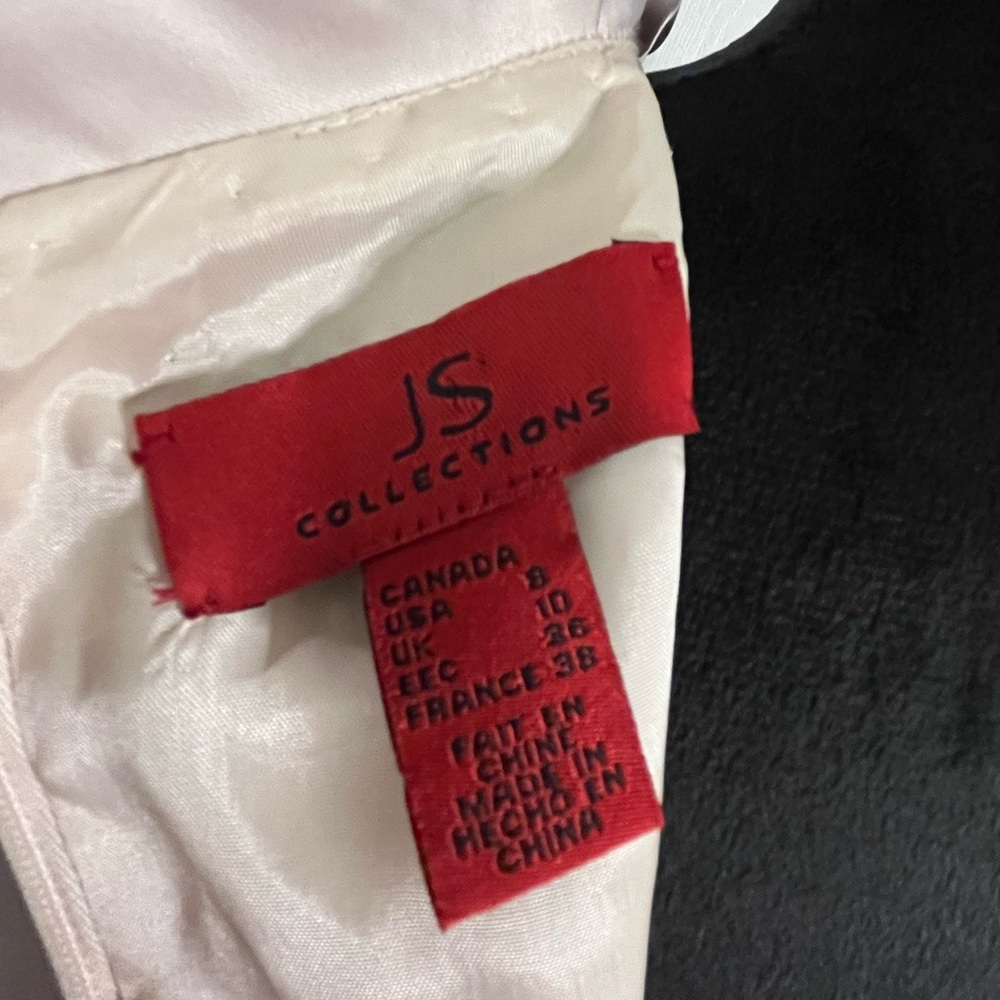 JS
COLLECTIONS
CANADA
USA 8
UK 10
EEC 36
FRANCE 38
FAIT EN
CHINE
MADE IN
HECHO EN
CHINA